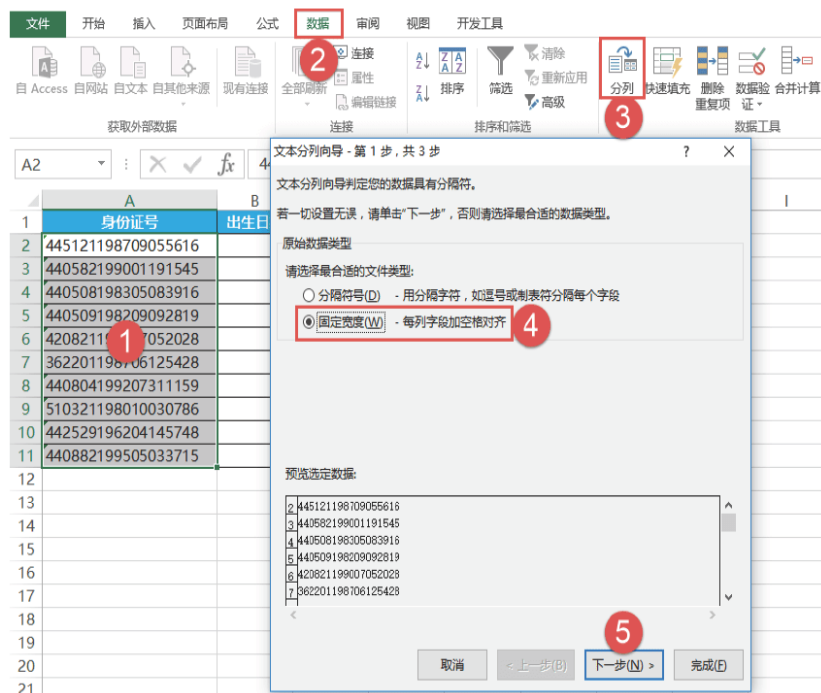 文件 开始 插入 页面布局 公式 数据 审阅 视图 开发工具
2
自 Access 自网站 自文本 自其他来源 现有连接 全部刷新
连接
属性
编辑链接
排序 筛选
清除
重新应用
高级
分列 快速填充 删除重复项 数据验证 合并计算
3
获取外部数据 连接 排序和筛选 数据工具
A2 fx 44
文本分列向导 - 第 1 步，共 3 步 ? ×
文本分列向导判定您的数据具有分隔符。
若一切设置无误，请单击"下一步"，否则请选择最合适的数据类型。
原始数据类型
请选择最合适的文件类型:
分隔符号(D) - 用分隔字符，如逗号或制表符分隔每个字段
固定宽度(W) - 每列字段加空格对齐
4
预览选定数据:
2 445121198709055616
3 440582199001191545
4 440508198305083916
5 440509198209092819
6 420821199007052028
7 362201198706125428
5
取消 < 上一步(B) 下一步(N) > 完成(F)
A B I
1 身份证号 出生日
2 445121198709055616
3 440582199001191545
4 440508198305083916
5 440509198209092819
6 4208211 7052028
1
7 362201198706125428
8 440804199207311159
9 510321198010030786
10 442529196204145748
11 440882199505033715
12
13
14
15
16
17
18
19
20
21